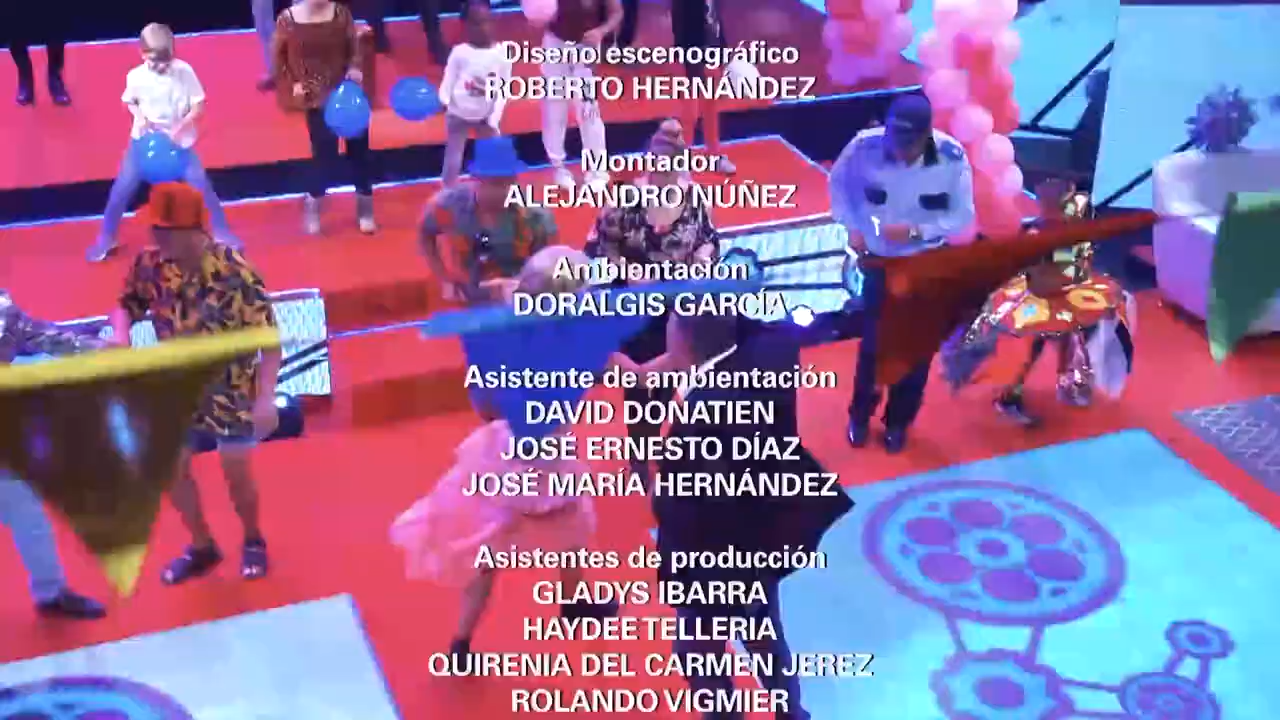 Diseño escenográfico
ROBERTO HERNÁNDEZ
Montador
ALEJANDRO NÚÑEZ
Ambientación
DORALGIS GARCÍA
Asistente de ambientación
DAVID DONATIEN
JOSÉ ERNESTO DÍAZ
JOSÉ MARÍA HERNÁNDEZ
Asistentes de producción
GLADYS IBARRA
HAYDEE TELLERIA
QUIRENIA DEL CARMEN JEREZ
ROLANDO VIGMIER